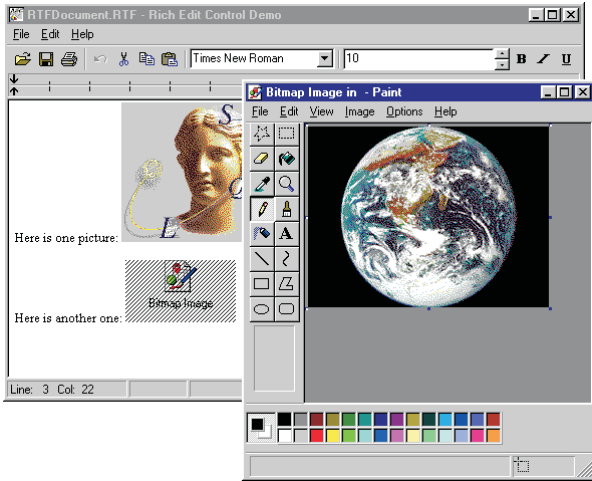 RTFDocument.RTF - Rich Edit Control Demo
File Edit Help
Times New Roman 10 B I U
S
Q
L
Here is one picture:
Bitmap Image
Here is another one:
Line: 3 Col: 22
Bitmap Image in - Paint
File Edit View Image Options Help
A